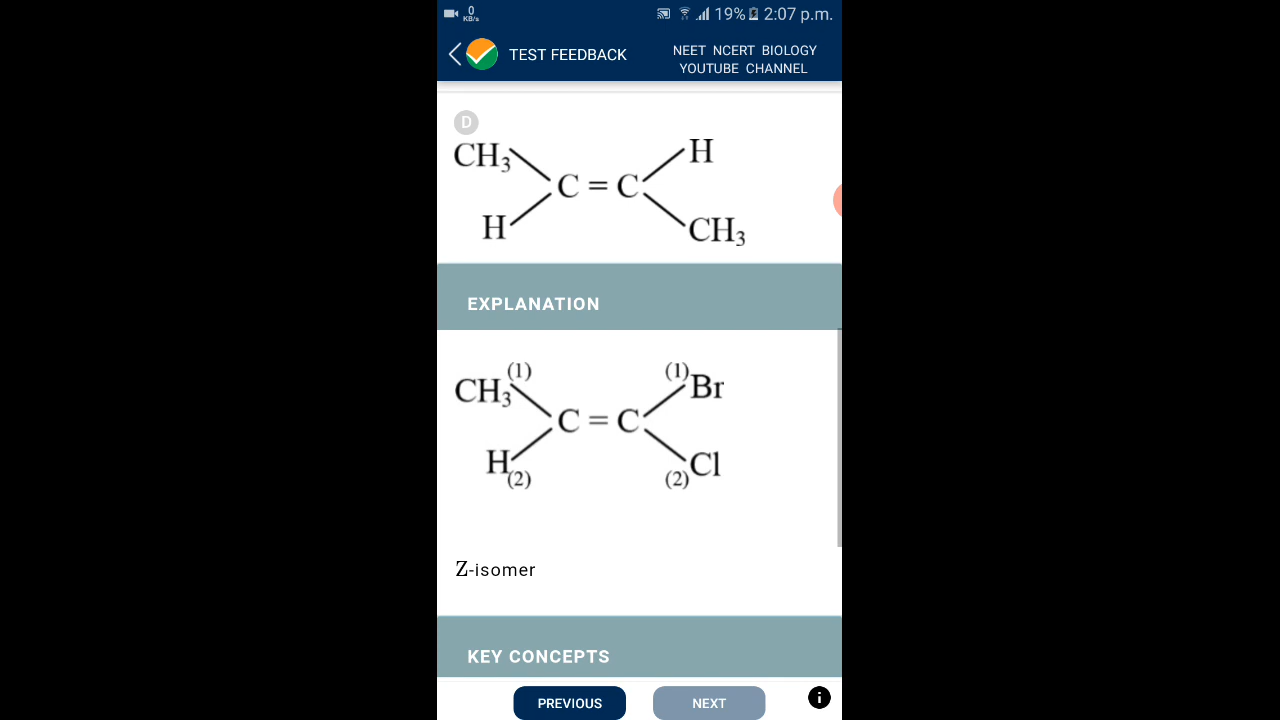 0
KB/s
19% 2:07 p.m.
TEST FEEDBACK
NEET NCERT BIOLOGY
YOUTUBE CHANNEL
D
CH₃ H
C = C
H CH₃
EXPLANATION
(1) (1)
CH₃ Br
C = C
H Cl
(2) (2)
Z-isomer
KEY CONCEPTS
PREVIOUS NEXT i